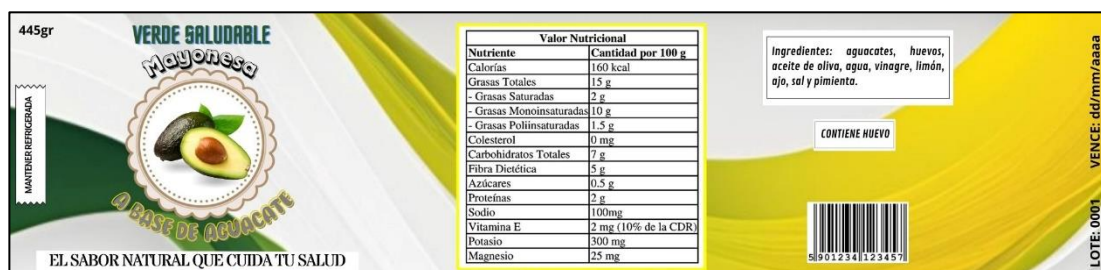 445gr
VERDE SALUDABLE
Mayonesa
A BASE DE AGUACATE
MANTENER REFRIGERADA
EL SABOR NATURAL QUE CUIDA TU SALUD
Valor Nutricional
Nutriente Cantidad por 100 g
Calorías 160 kcal
Grasas Totales 15 g
- Grasas Saturadas 2 g
- Grasas Monoinsaturadas 10 g
- Grasas Poliinsaturadas 1.5 g
Colesterol 0 mg
Carbohidratos Totales 7 g
Fibra Dietética 5 g
Azúcares 0.5 g
Proteínas 2 g
Sodio 100mg
Vitamina E 2 mg (10% de la CDR)
Potasio 300 mg
Magnesio 25 mg
Ingredientes: aguacates, huevos,
aceite de oliva, agua, vinagre, limón,
ajo, sal y pimienta.
CONTIENE HUEVO
5 901234 123457
LOTE: 0001 VENCE: dd/mm/aaaa